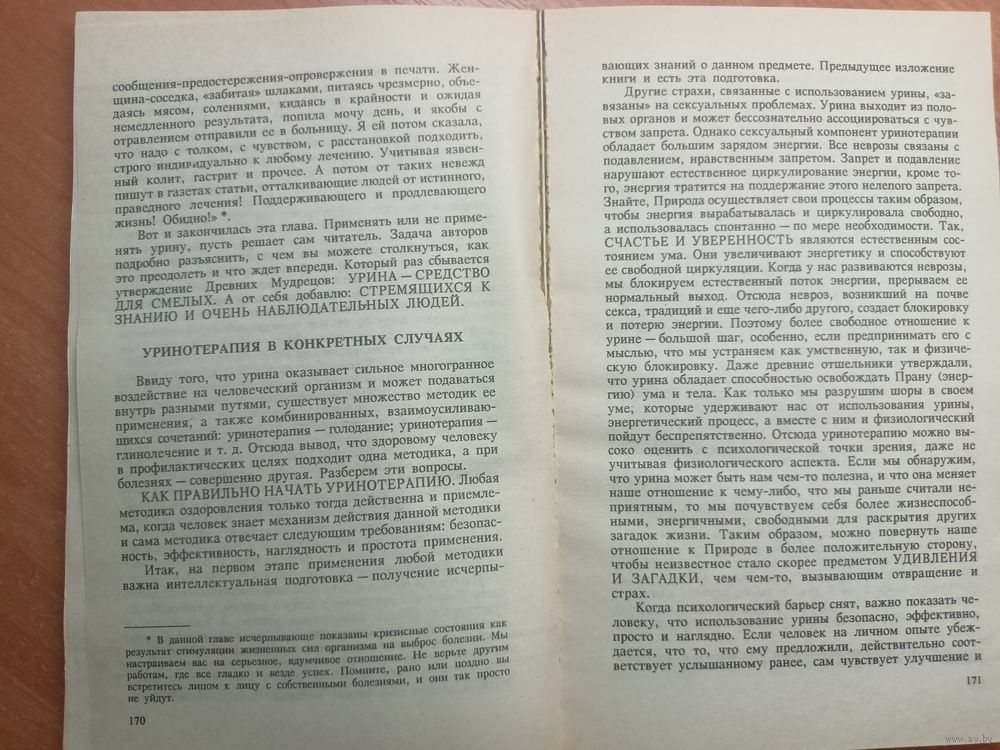 сообщения-предостережения-опровержения в печати. Жен-
щина-соседка, «забитая» шлаками, питаясь чрезмерно, объе-
даясь мясом, солениями, кидаясь в крайности и ожидая
немедленного результата, попила мочу день, и якобы с
отравлением отправили ее в больницу. Я ей потом сказала,
что надо с толком, с чувством, с расстановкой подходить,
строго индивидуально к любому лечению. Учитывая язвен-
ный колит, гастрит и прочее. А потом от таких невежд
пишут в газетах статьи, отталкивающие людей от истинного,
праведного лечения! Поддерживающего и продлевающего
жизнь! Обидно!» *.
Вот и закончилась эта глава. Применять или не приме-
нять урину, пусть решает сам читатель. Задача авторов
подробно разъяснить, с чем вы можете столкнуться, как
это преодолеть и что ждет впереди. Который раз сбывается
утверждение Древних Мудрецов: УРИНА — СРЕДСТВО
ДЛЯ СМЕЛЫХ. А от себя добавлю: СТРЕМЯЩИХСЯ К
ЗНАНИЮ И ОЧЕНЬ НАБЛЮДАТЕЛЬНЫХ ЛЮДЕЙ.
УРИНОТЕРАПИЯ В КОНКРЕТНЫХ СЛУЧАЯХ
Ввиду того, что урина оказывает сильное многогранное
воздействие на человеческий организм и может подаваться
внутрь разными путями, существует множество методик ее
применения, а также комбинированных, взаимоусиливаю-
щихся сочетаний: уринотерапия — голодание; уринотерапия —
глинолечение и т. д. Отсюда вывод, что здоровому человеку
в профилактических целях подходит одна методика, а при
болезнях — совершенно другая. Разберем эти вопросы.
КАК ПРАВИЛЬНО НАЧАТЬ УРИНОТЕРАПИЮ. Любая
методика оздоровления только тогда действенна и приемле-
ма, когда человек знает механизм действия данной методики
и сама методика отвечает следующим требованиям: безопас-
ность, эффективность, наглядность и простота применения.
Итак, на первом этапе применения любой методики
важна интеллектуальная подготовка — получение исчерпы-
* В данной главе исчерпывающе показаны кризисные состояния как
результат стимуляции жизненных сил организма на выброс болезни. Мы
настраиваем вас на серьезное, вдумчивое отношение. Не верьте другим
работам, где все гладко и везде успех. Помните, рано или поздно вы
встретитесь лицом к лицу с собственными болезнями, и они так просто
не уйдут.
170
вающих знаний о данном предмете. Предыдущее изложение
книги и есть эта подготовка.
Другие страхи, связанные с использованием урины, «за-
вязаны» на сексуальных проблемах. Урина выходит из поло-
вых органов и может бессознательно ассоциироваться с чув-
ством запрета. Однако сексуальный компонент уринотерапии
обладает большим зарядом энергии. Все неврозы связаны с
подавлением, нравственным запретом. Запрет и подавление
нарушают естественное циркулирование энергии, кроме то-
го, энергия тратится на поддержание этого нелепого запрета.
Знайте, Природа осуществляет свои процессы таким образом,
чтобы энергия вырабатывалась и циркулировала свободно,
а использовалась спонтанно — по мере необходимости. Так,
СЧАСТЬЕ И УВЕРЕННОСТЬ являются естественным сос-
тоянием ума. Они увеличивают энергетику и способствуют
ее свободной циркуляции. Когда у нас развиваются неврозы,
мы блокируем естественный поток энергии, прерываем ее
нормальный выход. Отсюда невроз, возникший на почве
секса, традиций и еще чего-либо другого, создает блокировку
и потерю энергии. Поэтому более свободное отношение к
урине — большой шаг, особенно, если предпринимать его с
мыслью, что мы устраняем как умственную, так и физиче-
скую блокировку. Даже древние отшельники утверждали,
что урина обладает способностью освобождать Прану (энер-
гию) ума и тела. Как только мы разрушим шоры в своем
уме, которые удерживают нас от использования урины,
энергетический процесс, а вместе с ним и физиологический
пойдут беспрепятственно. Отсюда уринотерапию можно вы-
соко оценить с психологической точки зрения, даже не
учитывая физиологического аспекта. Если мы обнаружим,
что урина может быть нам чем-то полезна, и что она меняет
наше отношение к чему-либо, что мы раньше считали не-
приятным, то мы почувствуем себя более жизнеспособ-
ными, энергичными, свободными для раскрытия других
загадок жизни. Таким образом, можно повернуть наше
отношение к Природе в более положительную сторону,
чтобы неизвестное стало скорее предметом УДИВЛЕНИЯ
И ЗАГАДКИ, чем чем-то, вызывающим отвращение и
страх.
Когда психологический барьер снят, важно показать че-
ловеку, что использование урины безопасно, эффективно,
просто и наглядно. Если человек на личном опыте убеж-
дается, что то, что ему предложили, действительно соот-
ветствует услышанному ранее, сам чувствует улучшение и
171
www.ay.by